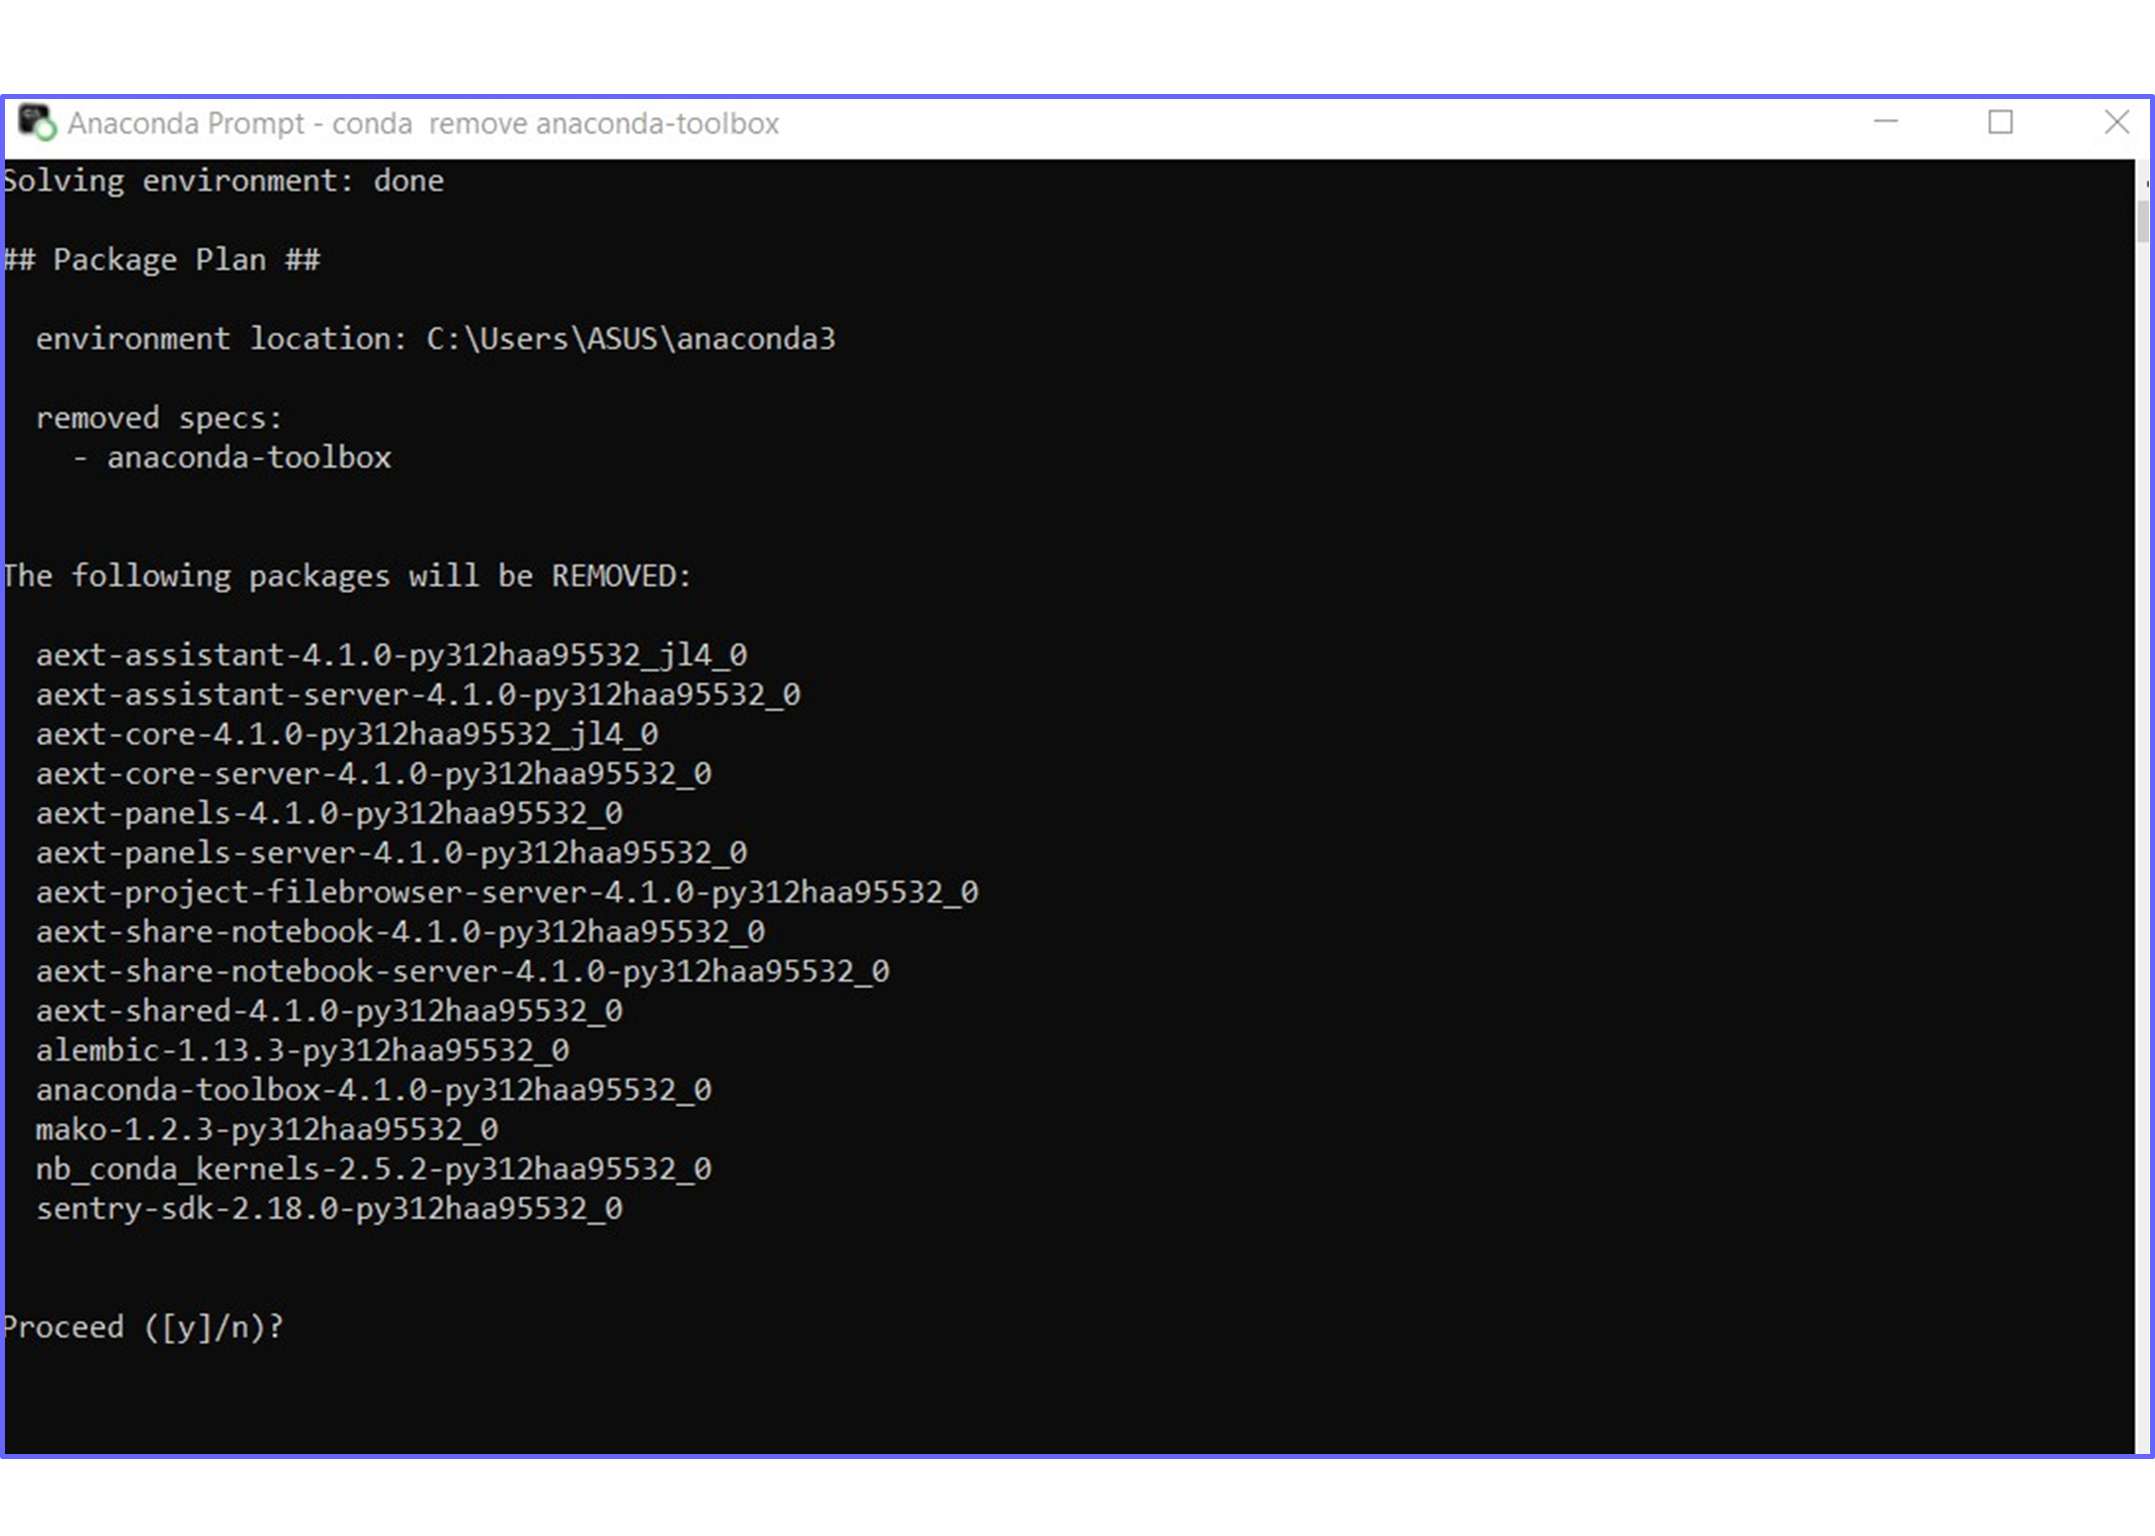 Anaconda Prompt - conda  remove anaconda-toolbox
Solving environment: done
## Package Plan ##
environment location: C:\Users\ASUS\anaconda3
removed specs:
- anaconda-toolbox
The following packages will be REMOVED:
aext-assistant-4.1.0-py312haa95532_jl4_0
aext-assistant-server-4.1.0-py312haa95532_0
aext-core-4.1.0-py312haa95532_jl4_0
aext-core-server-4.1.0-py312haa95532_0
aext-panels-4.1.0-py312haa95532_0
aext-panels-server-4.1.0-py312haa95532_0
aext-project-filebrowser-server-4.1.0-py312haa95532_0
aext-share-notebook-4.1.0-py312haa95532_0
aext-share-notebook-server-4.1.0-py312haa95532_0
aext-shared-4.1.0-py312haa95532_0
alembic-1.13.3-py312haa95532_0
anaconda-toolbox-4.1.0-py312haa95532_0
mako-1.2.3-py312haa95532_0
nb_conda_kernels-2.5.2-py312haa95532_0
sentry-sdk-2.18.0-py312haa95532_0
Proceed ([y]/n)?